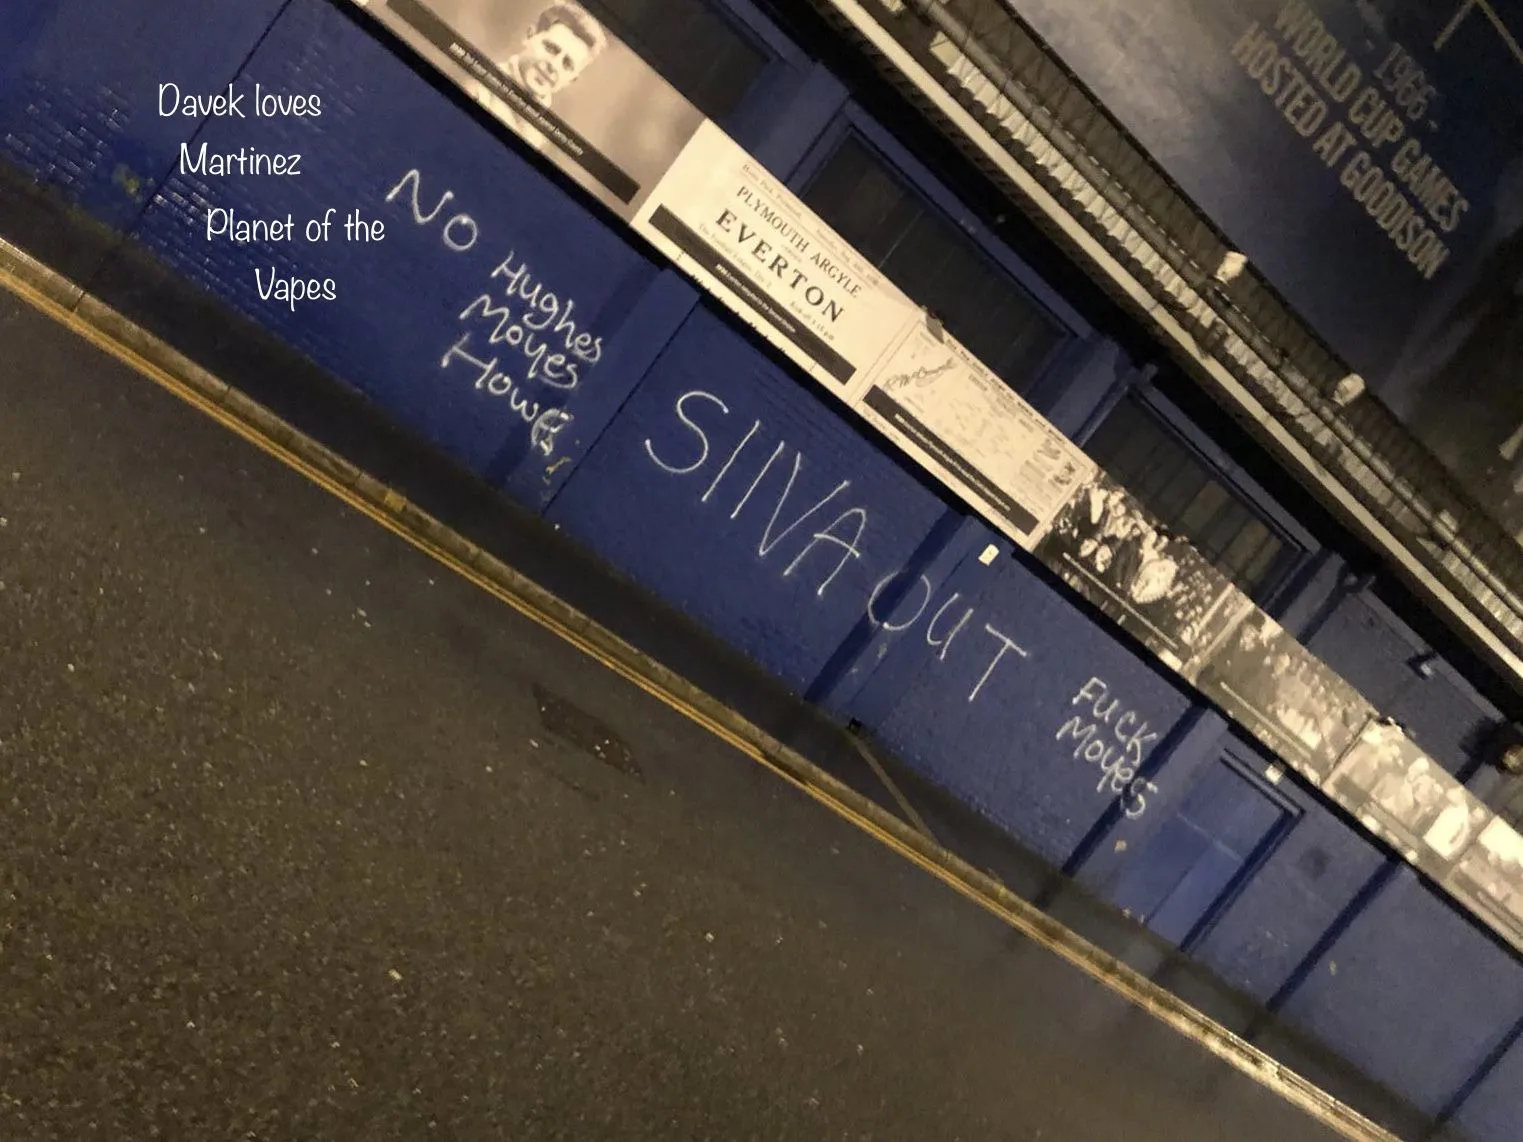 Davek loves
Martinez
Planet of the
Vapes
NO
Hughes
Moyes
Howe
SIIVA OUT
FUCK
Moyes
PLYMOUTH ARGYLE
EVERTON
- 1966 -
WORLD CUP GAMES
HOSTED AT GOODISON